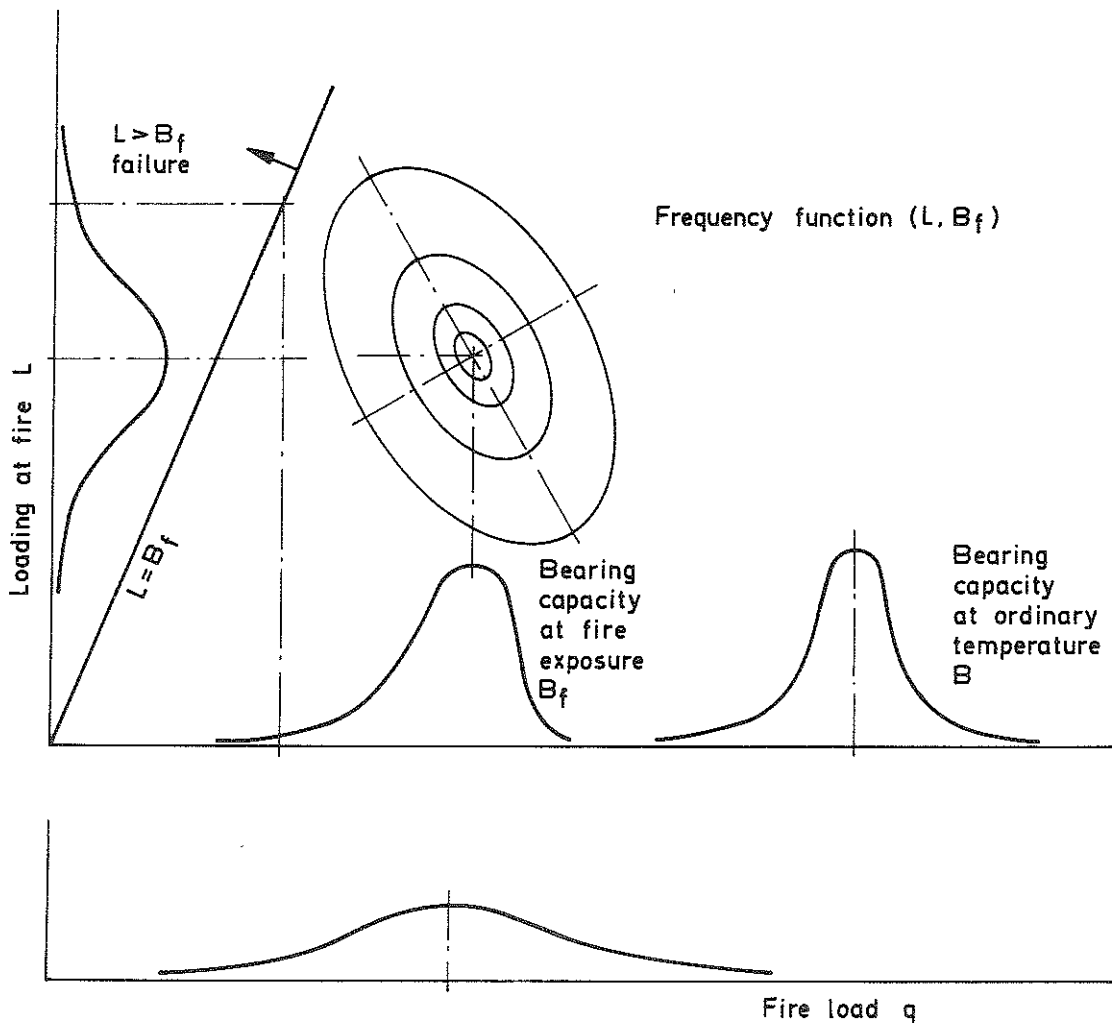 L > Bf
failure
Frequency function (L, Bf)
Loading at fire L
L = Bf
Bearing
capacity
at fire
exposure
Bf
Bearing
capacity
at ordinary
temperature
B
Fire load q